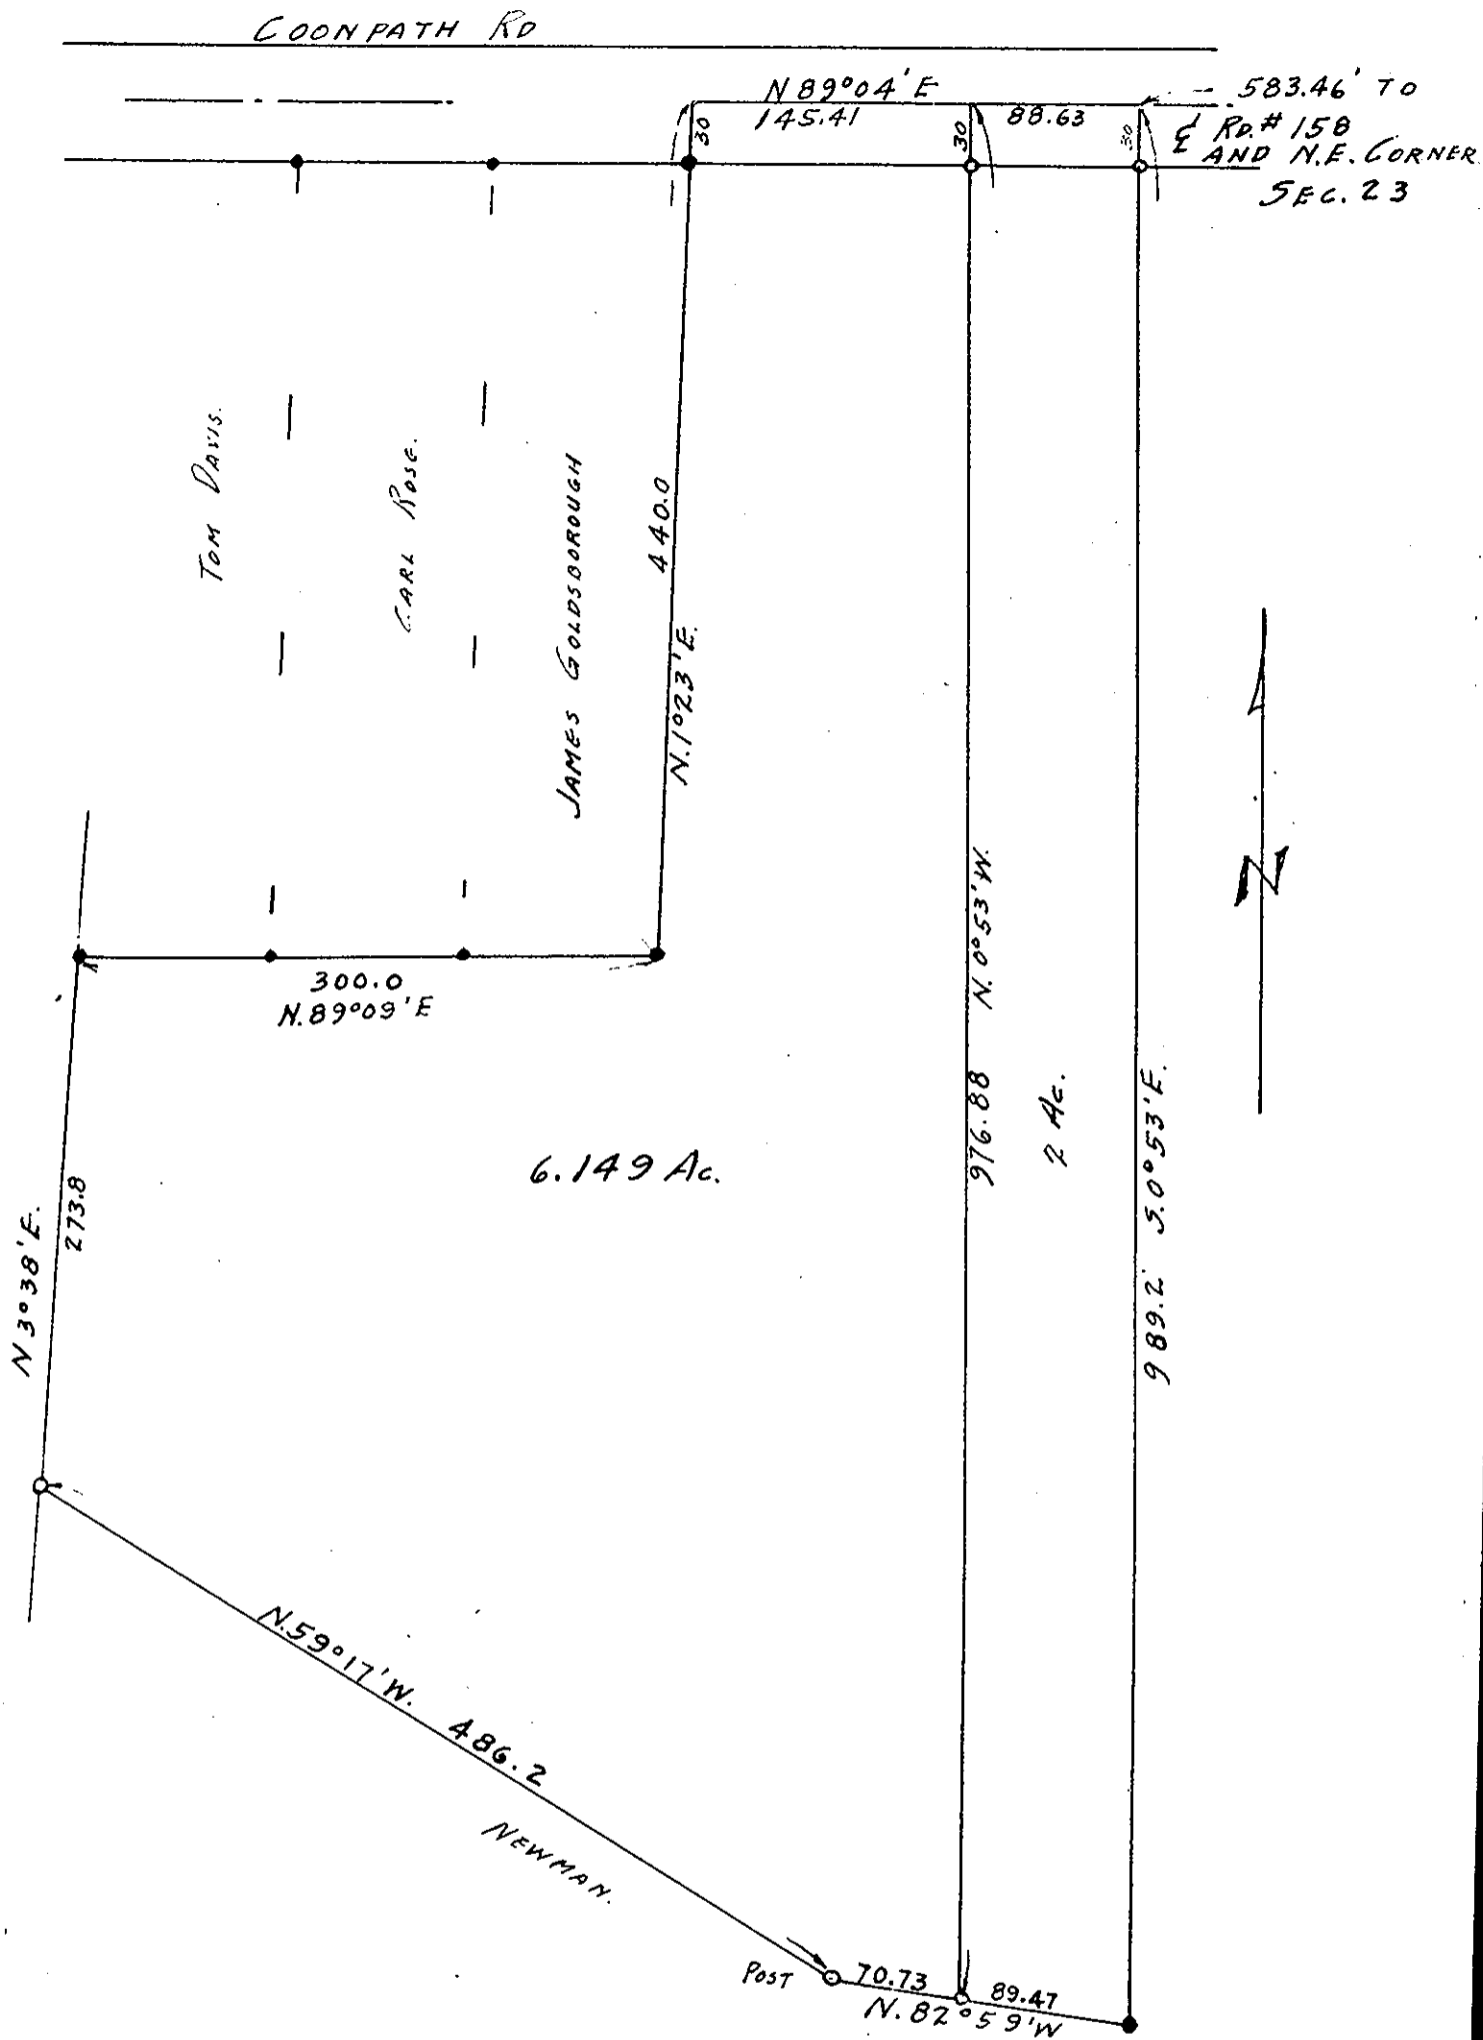 COONPATH RD
N 89°04' E
145.41
88.63
583.46' TO
℄ RD.# 158
AND N.E. CORNER
SEC. 23
30
30
30
TOM DAVIS.
CARL ROSE.
JAMES GOLDSBOROUGH
440.0
N.1°23'E.
300.0
N.89°09'E
N. 0°53'W.
976.88
2 Ac.
S.0°53'E.
989.2
N
6.149 Ac.
N 3°38'E.
273.8
N.59°17'W. 486.2
NEWMAN.
POST
70.73
89.47
N.82°59'W